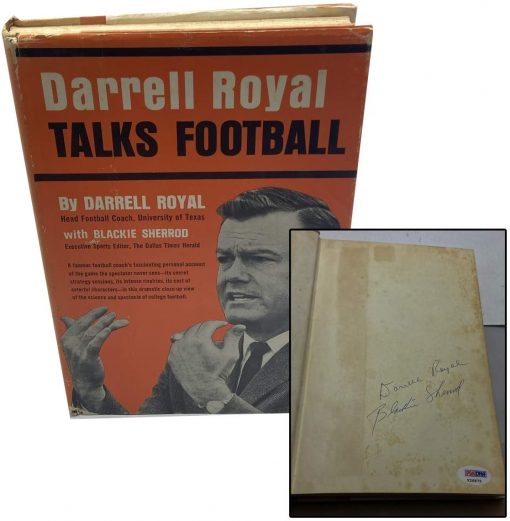 Darrell Royal
TALKS FOOTBALL
By DARRELL ROYAL
Head Football Coach, University of Texas
with BLACKIE SHERROD
Executive Sports Editor, The Dallas Times Herald
A famous football coach's fascinating personal account
of the game the spectator never sees—its secret
strategy sessions, its intense rivalries, its cast of
colorful characters—in this dramatic close-up view
of the science and spectacle of college football.
Darrell Royal
Blackie Sherrod
PSA/DNA